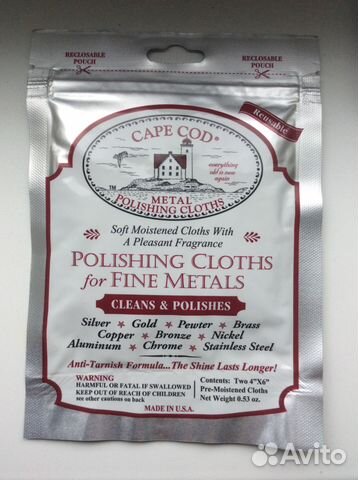 RECLOSABLE
POUCH
RECLOSABLE
POUCH
Reusable
CAPE COD®
everything
old is new
again
™
METAL
POLISHING CLOTHS
Soft Moistened Cloths With
A Pleasant Fragrance
POLISHING CLOTHS
for FINE METALS
CLEANS & POLISHES
Silver ★ Gold ★ Pewter ★ Brass
Copper ★ Bronze ★ Nickel
Aluminum ★ Chrome ★ Stainless Steel
Anti-Tarnish Formula...The Shine Lasts Longer!
WARNING
HARMFUL OR FATAL IF SWALLOWED
KEEP OUT OF REACH OF CHILDREN
see other cautions on back
Contents: Two 4"X6"
Pre-Moistened Cloths
Net Weight 0.53 oz.
MADE IN U.S.A.
Avito